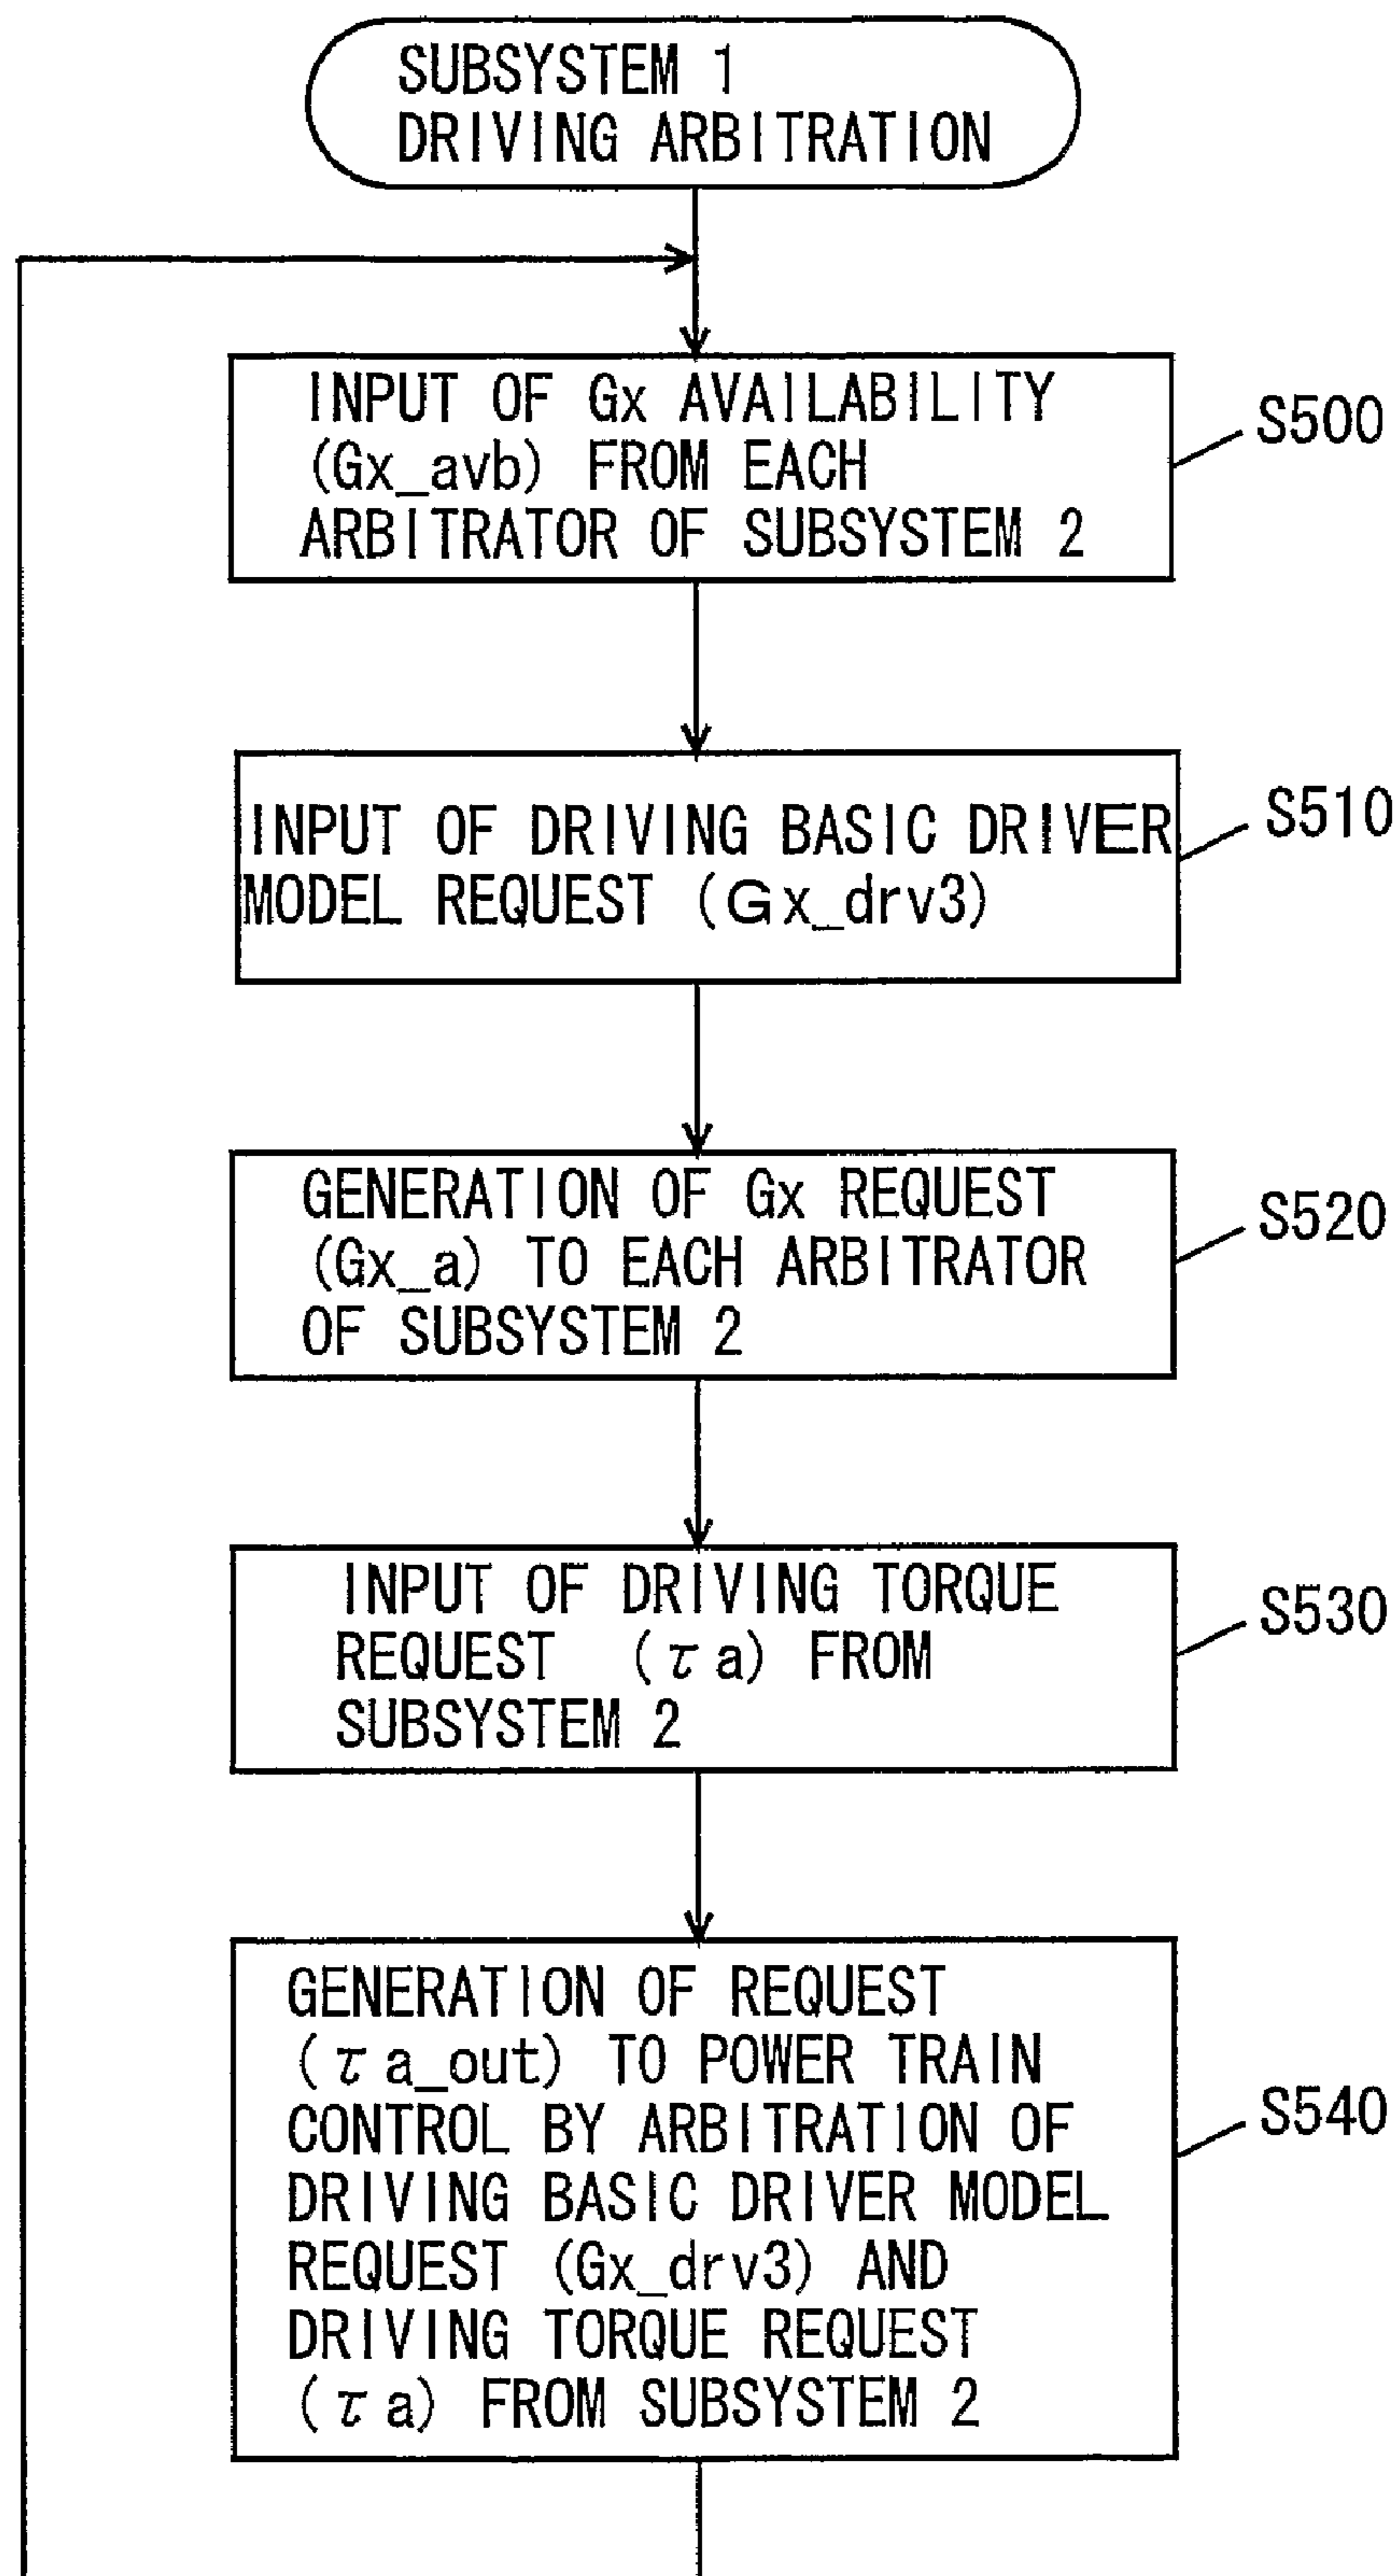 SUBSYSTEM 1
DRIVING ARBITRATION
INPUT OF Gx AVAILABILITY
(Gx_avb) FROM EACH
ARBITRATOR OF SUBSYSTEM 2
S500
INPUT OF DRIVING BASIC DRIVER
MODEL REQUEST (Gx_drv3)
S510
GENERATION OF Gx REQUEST
(Gx_a) TO EACH ARBITRATOR
OF SUBSYSTEM 2
S520
INPUT OF DRIVING TORQUE
REQUEST (τa) FROM
SUBSYSTEM 2
S530
GENERATION OF REQUEST
(τa_out) TO POWER TRAIN
CONTROL BY ARBITRATION OF
DRIVING BASIC DRIVER MODEL
REQUEST (Gx_drv3) AND
DRIVING TORQUE REQUEST
(τa) FROM SUBSYSTEM 2
S540